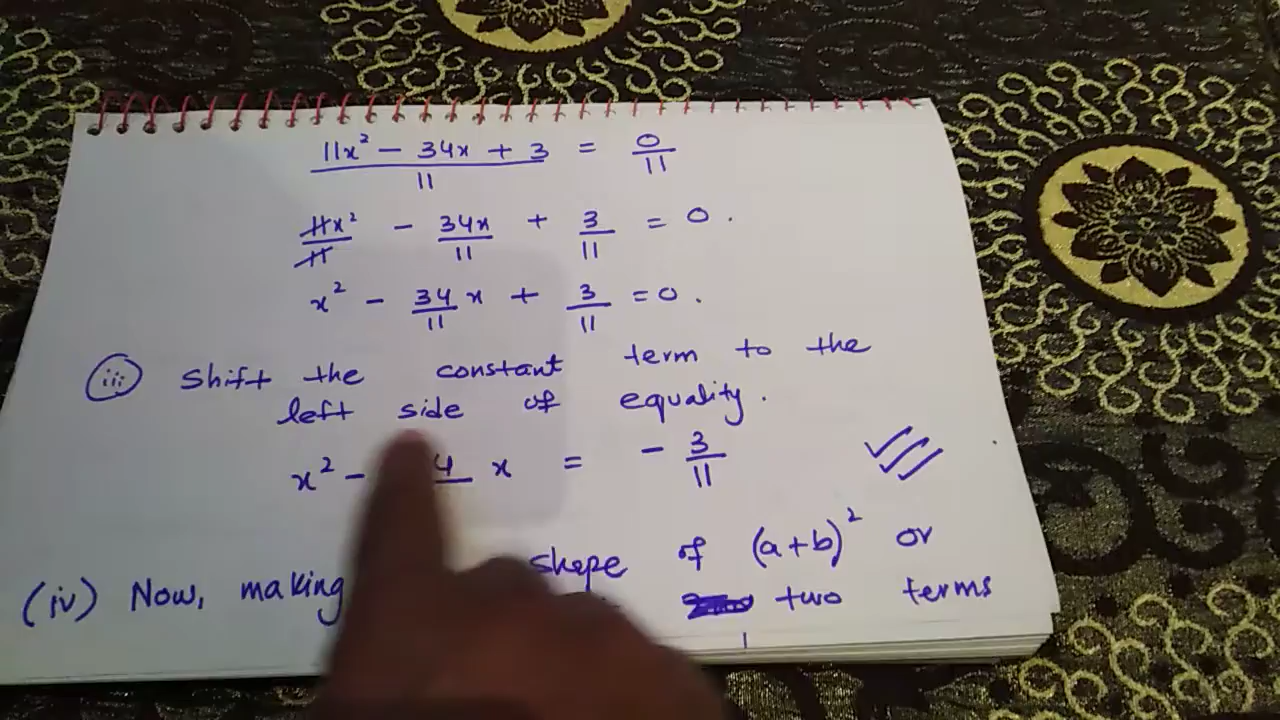 11x² - 34x + 3 = 0
11 11
11x² - 34x + 3 = 0 .
11 11 11
x² - 34 x + 3 = 0 .
11 11
iii Shift the constant term to the
left side of equality .
x² - 4 x = - 3
11
(iv) Now, making shape of (a+b)² or
two terms